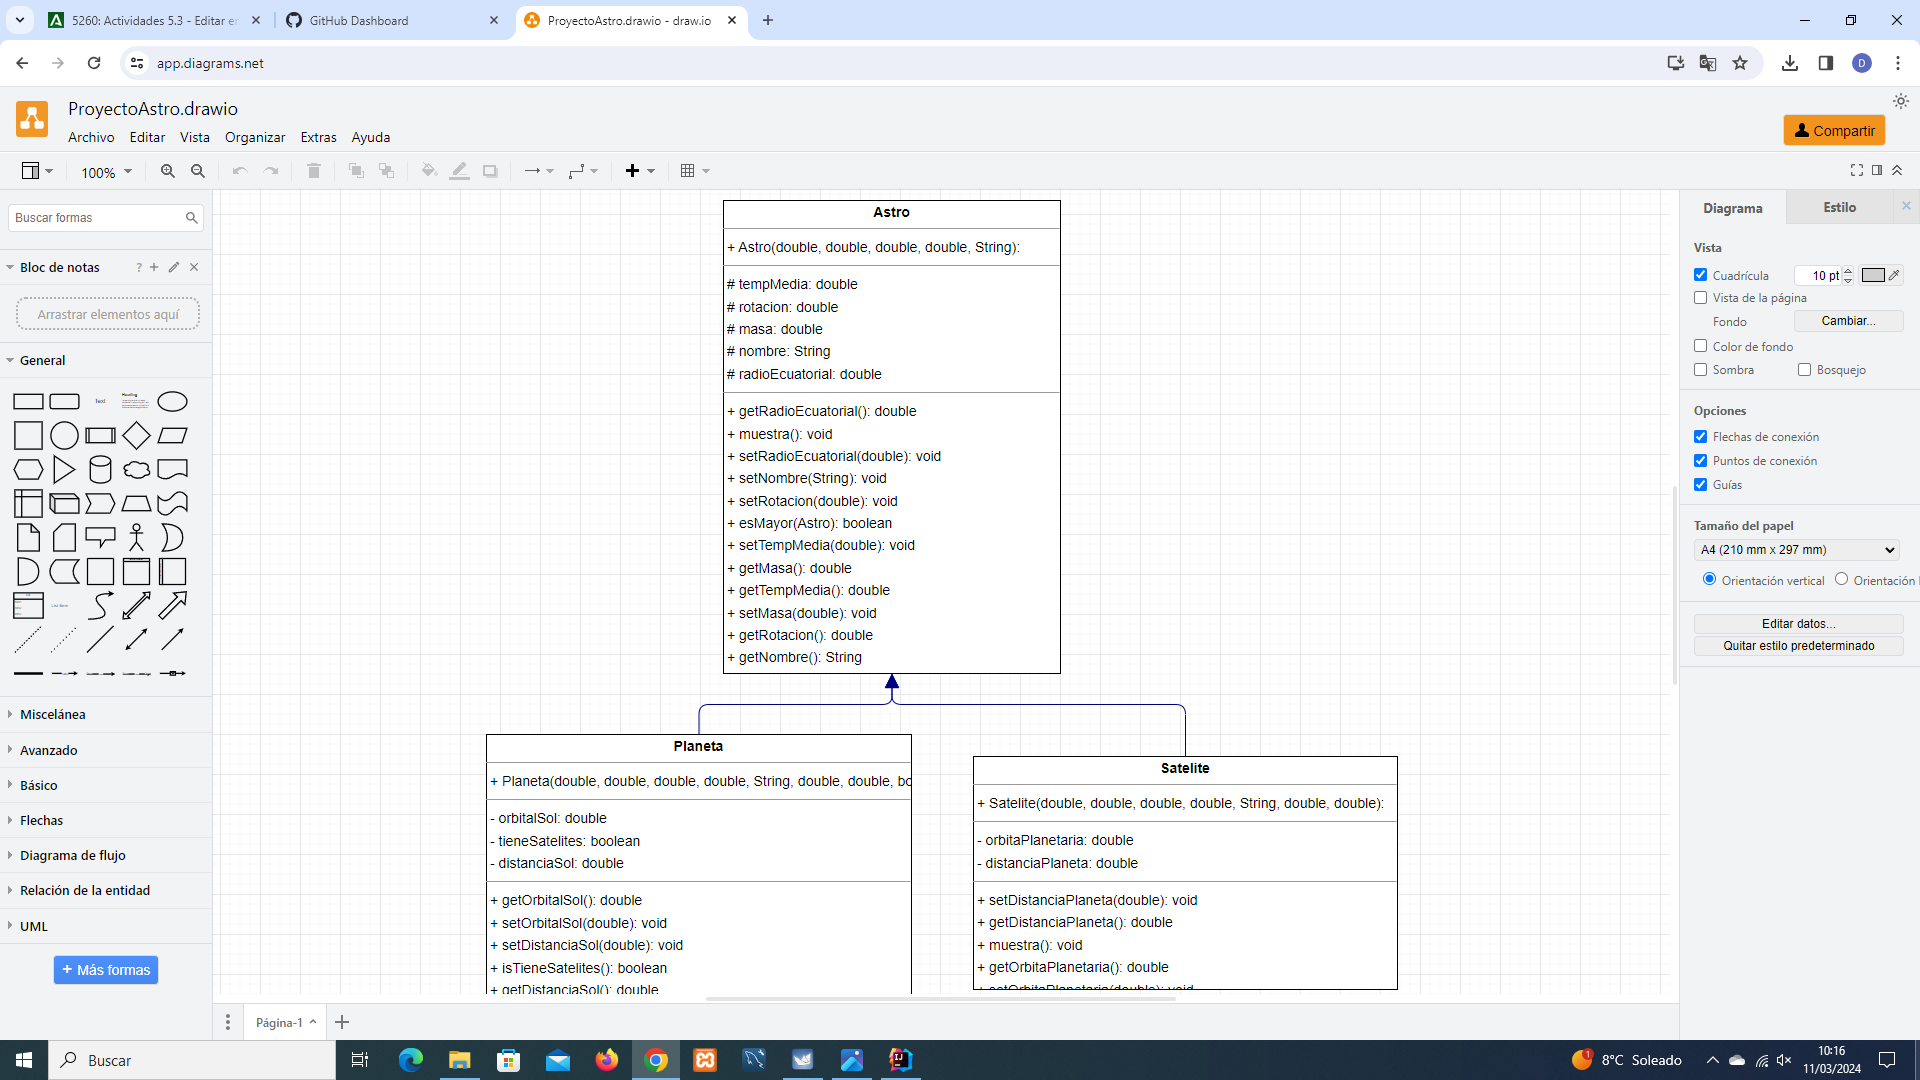 5260: Actividades 5.3 - Editar e
GitHub Dashboard
ProyectoAstro.drawio - draw.io
app.diagrams.net
D
ProyectoAstro.drawio
Archivo Editar Vista Organizar Extras Ayuda
Compartir
100%
Buscar formas
Bloc de notas
?
Arrastrar elementos aquí
General
Text
Heading
Misceláanea
Avanzado
Básico
Flechas
Diagrama de flujo
Relación de la entidad
UML
+ Más formas
Astro
+ Astro(double, double, double, double, String):
# tempMedia: double
# rotacion: double
# masa: double
# nombre: String
# radioEcuatorial: double
+ getRadioEcuatorial(): double
+ muestra(): void
+ setRadioEcuatorial(double): void
+ setNombre(String): void
+ setRotacion(double): void
+ esMayor(Astro): boolean
+ setTempMedia(double): void
+ getMasa(): double
+ getTempMedia(): double
+ setMasa(double): void
+ getRotacion(): double
+ getNombre(): String
Planeta
+ Planeta(double, double, double, double, String, double, double, bo
- orbitalSol: double
- tieneSatelites: boolean
- distanciaSol: double
+ getOrbitalSol(): double
+ setOrbitalSol(double): void
+ setDistanciaSol(double): void
+ isTieneSatelites(): boolean
+ getDistanciaSol(): double
Satelite
+ Satelite(double, double, double, double, String, double, double):
- orbitaPlanetaria: double
- distanciaPlaneta: double
+ setDistanciaPlaneta(double): void
+ getDistanciaPlaneta(): double
+ muestra(): void
+ getOrbitaPlanetaria(): double
+ setOrbitaPlanetaria(double): void
Diagrama
Estilo
Vista
Cuadrícula
10 pt
Vista de la página
Fondo
Cambiar...
Color de fondo
Sombra
Bosquejo
Opciones
Flechas de conexión
Puntos de conexión
Guías
Tamaño del papel
A4 (210 mm x 297 mm)
Orientación vertical
Orientación
Editar datos...
Quitar estilo predeterminado
Página-1
Buscar
1
8°C Soleado
10:16
11/03/2024